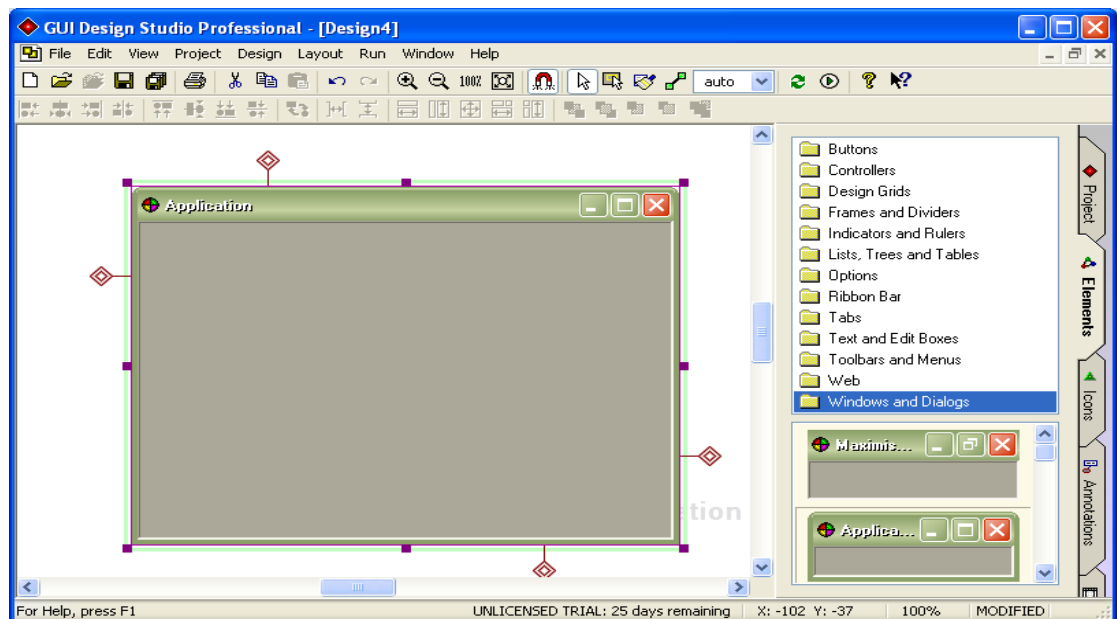 GUI Design Studio Professional - [Design4]
File Edit View Project Design Layout Run Window Help
100%
auto
Application
tion
Buttons
Controllers
Design Grids
Frames and Dividers
Indicators and Rulers
Lists, Trees and Tables
Options
Ribbon Bar
Tabs
Text and Edit Boxes
Toolbars and Menus
Web
Windows and Dialogs
Maximis...
Applica...
Project
Elements
Icons
Annotations
For Help, press F1 UNLICENSED TRIAL: 25 days remaining X: -102 Y: -37 100% MODIFIED